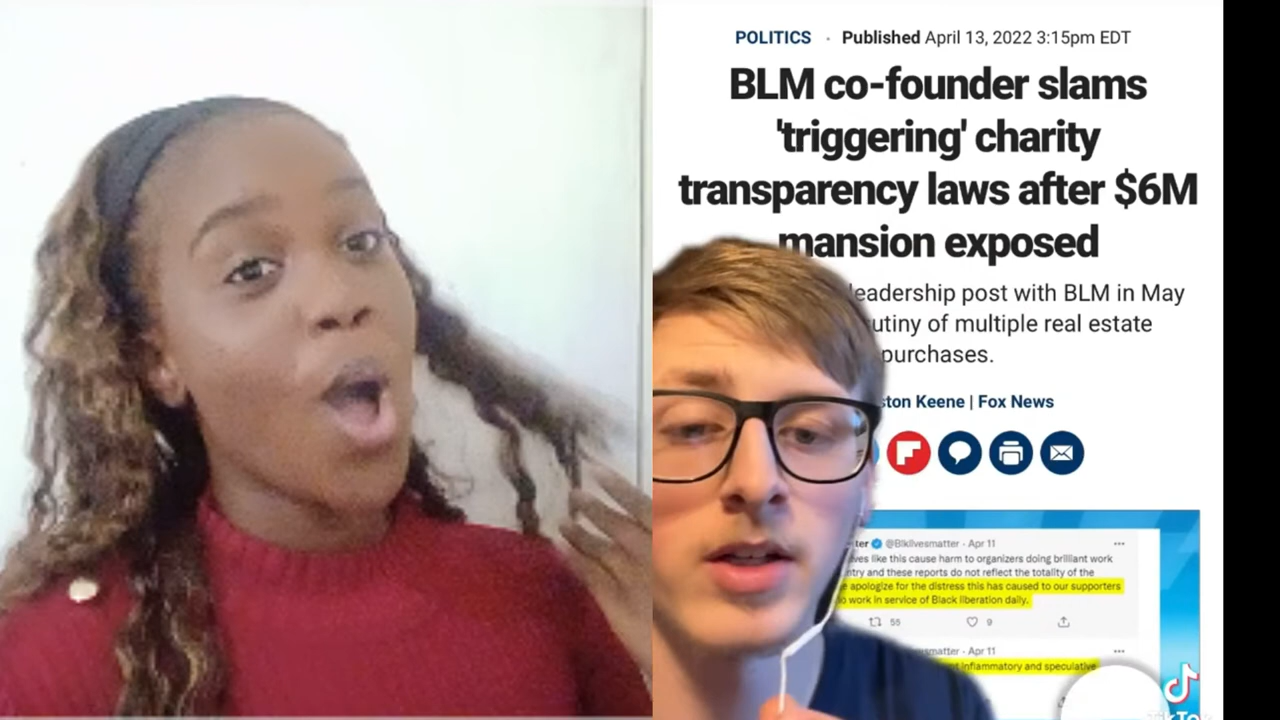 POLITICS · Published April 13, 2022 3:15pm EDT
BLM co-founder slams
'triggering' charity
transparency laws after $6M
mansion exposed
leadership post with BLM in May
utiny of multiple real estate
purchases.
ston Keene | Fox News
ter @Blklivesmatter · Apr 11
ves like this cause harm to organizers doing brilliant work
ntry and these reports do not reflect the totality of the
e apologize for the distress this has caused to our supporters
o work in service of Black liberation daily.
55 9
vesmatter · Apr 11
t inflammatory and speculative
TikTok